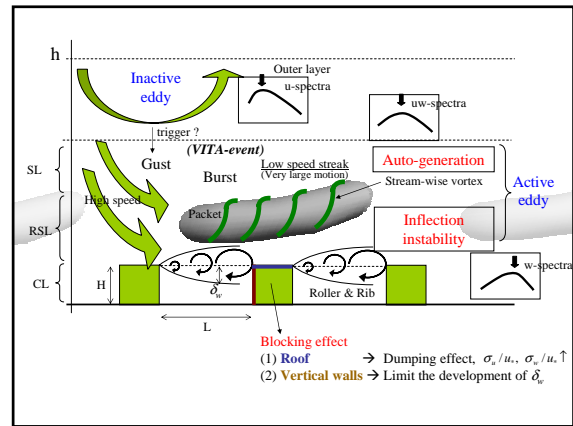 h
Inactive
eddy
Outer layer
u-spectra
uw-spectra
trigger ?
(VITA-event)
Gust
SL
Burst
Low speed streak
(Very large motion)
Auto-generation
Stream-wise vortex
Active
eddy
High speed
RSL
Packet
Inflection
instability
w-spectra
CL
H
δw
Roller & Rib
L
Blocking effect
(1) Roof → Dumping effect, σu/u*, σw/u* ↑
(2) Vertical walls → Limit the development of δw